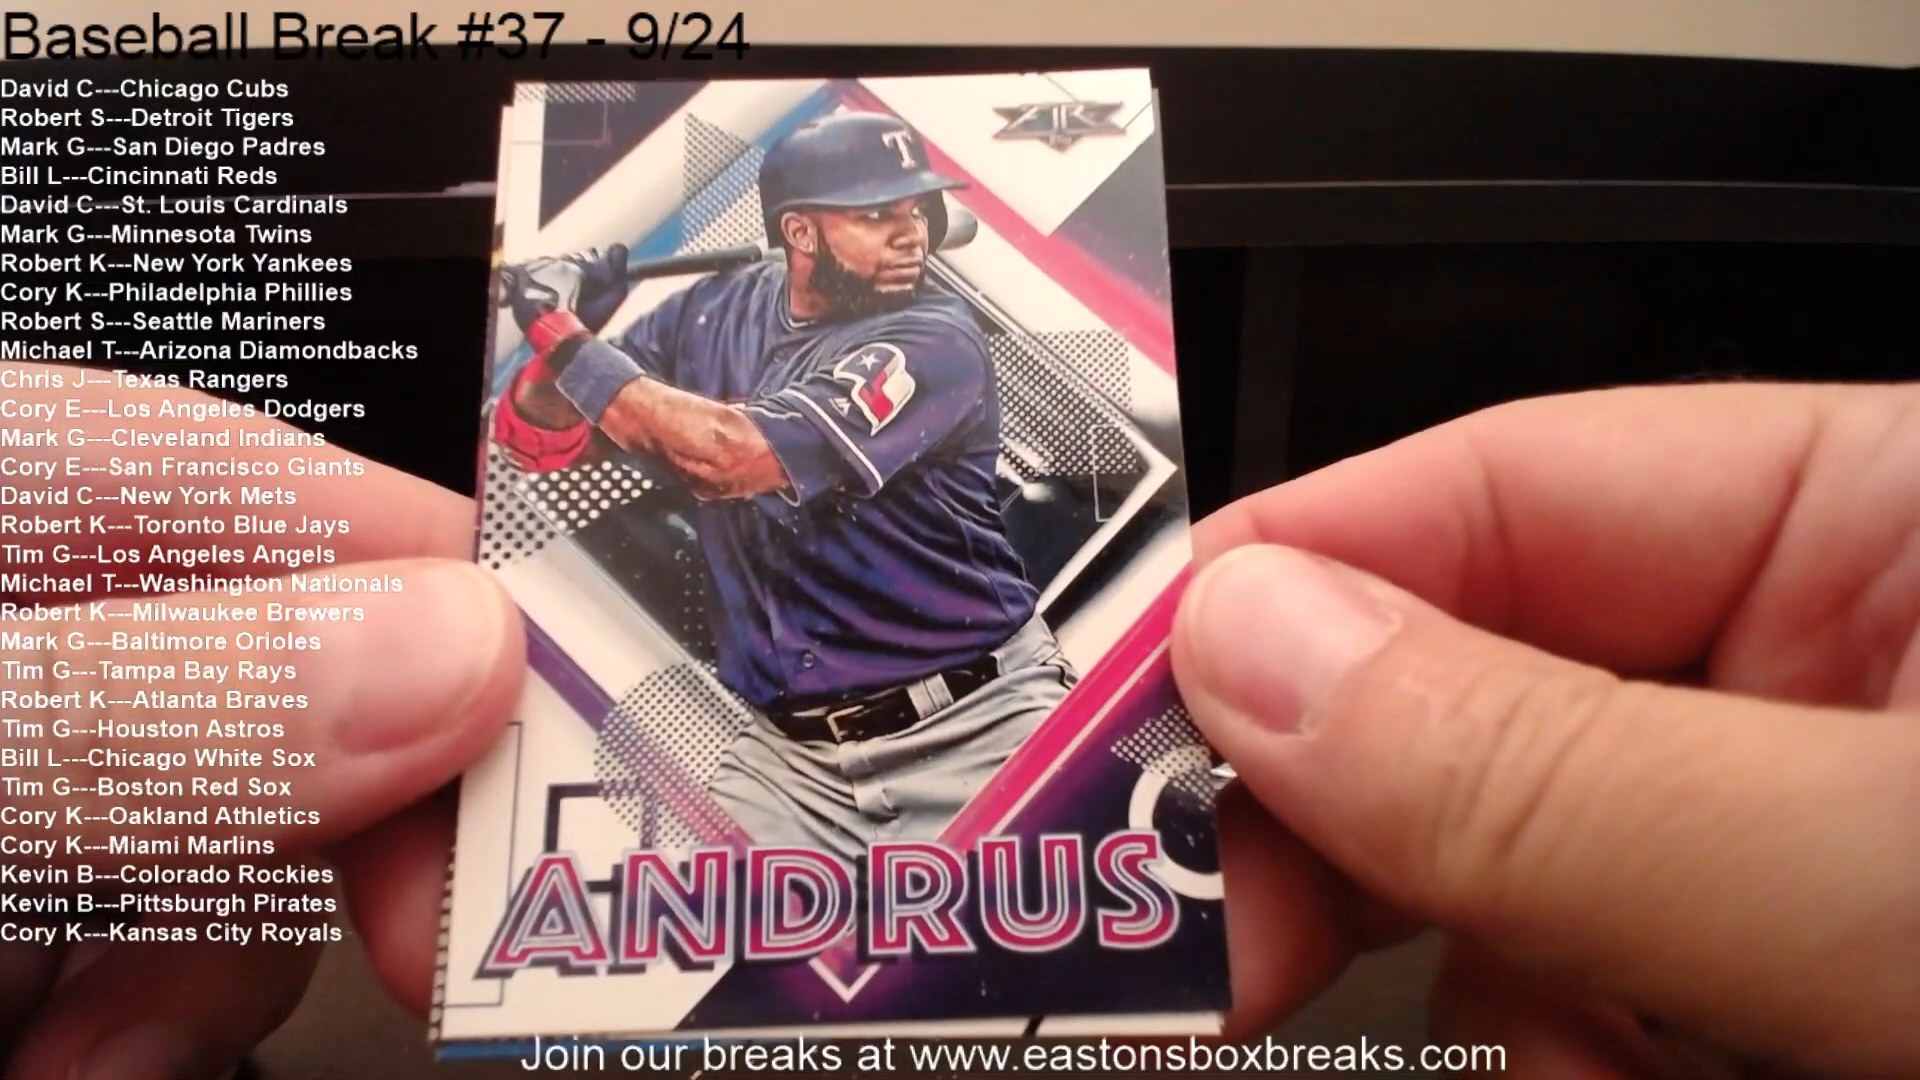 Baseball Break #37 - 9/24
David C---Chicago Cubs
Robert S---Detroit Tigers
Mark G---San Diego Padres
Bill L---Cincinnati Reds
David C---St. Louis Cardinals
Mark G---Minnesota Twins
Robert K---New York Yankees
Cory K---Philadelphia Phillies
Robert S---Seattle Mariners
Michael T---Arizona Diamondbacks
Chris J---Texas Rangers
Cory E---Los Angeles Dodgers
Mark G---Cleveland Indians
Cory E---San Francisco Giants
David C---New York Mets
Robert K---Toronto Blue Jays
Tim G---Los Angeles Angels
Michael T---Washington Nationals
Robert K---Milwaukee Brewers
Mark G---Baltimore Orioles
Tim G---Tampa Bay Rays
Robert K---Atlanta Braves
Tim G---Houston Astros
Bill L---Chicago White Sox
Tim G---Boston Red Sox
Cory K---Oakland Athletics
Cory K---Miami Marlins
Kevin B---Colorado Rockies
Kevin B---Pittsburgh Pirates
Cory K---Kansas City Royals
FIRE
T
ANDRUS
Join our breaks at www.eastonsboxbreaks.com